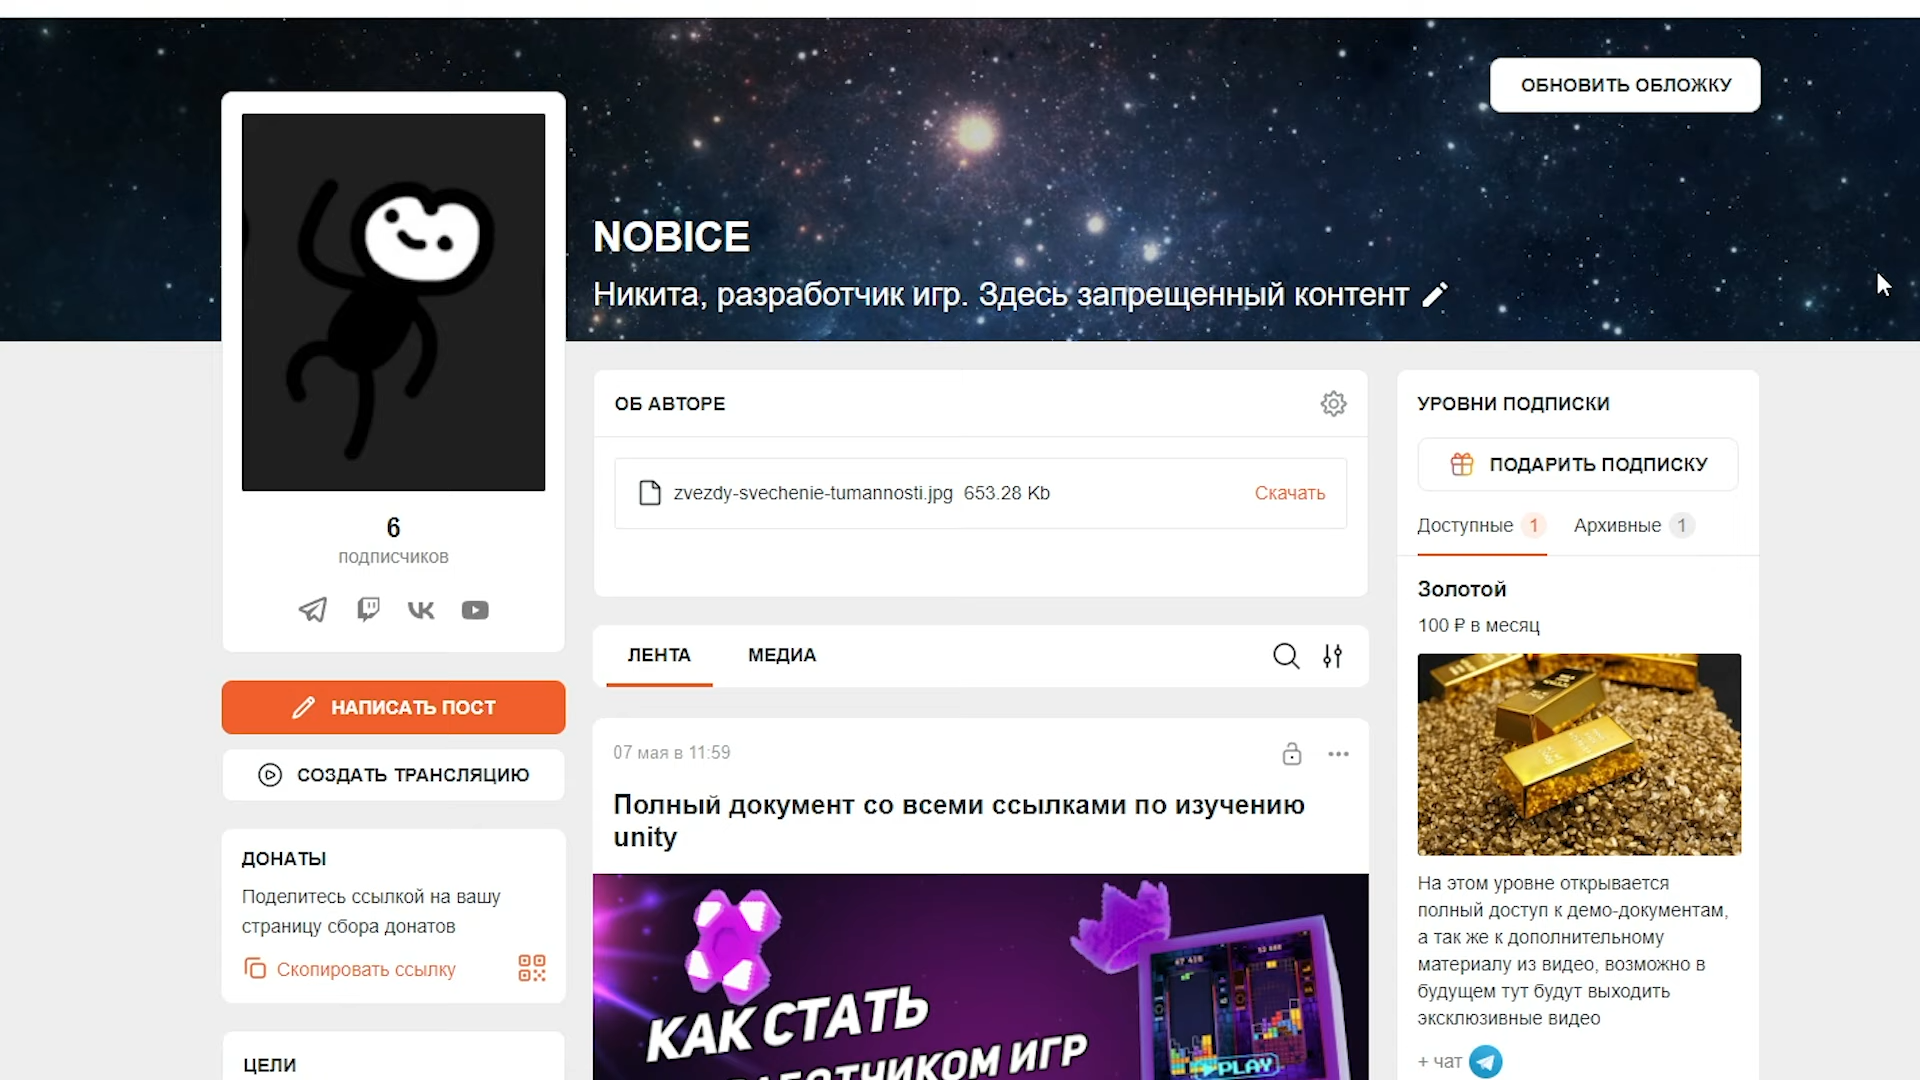 ОБНОВИТЬ ОБЛОЖКУ
NOBICE
Никита, разработчик игр. Здесь запрещенный контент
6
подписчиков
НАПИСАТЬ ПОСТ
СОЗДАТЬ ТРАНСЛЯЦИЮ
ДОНАТЫ
Поделитесь ссылкой на вашу
страницу сбора донатов
Скопировать ссылку
ЦЕЛИ
ОБ АВТОРЕ
zvezdy-svechenie-tumannosti.jpg 653.28 Kb
Скачать
ЛЕНТА
МЕДИА
07 мая в 11:59
Полный документ со всеми ссылками по изучению
unity
КАК СТАТЬ
РАБОТЧИКОМ ИГР
PLAY
УРОВНИ ПОДПИСКИ
ПОДАРИТЬ ПОДПИСКУ
Доступные 1
Архивные 1
Золотой
100 ₽ в месяц
На этом уровне открывается
полный доступ к демо-документам,
а так же к дополнительному
материалу из видео, возможно в
будущем тут будут выходить
эксклюзивные видео
+ чат